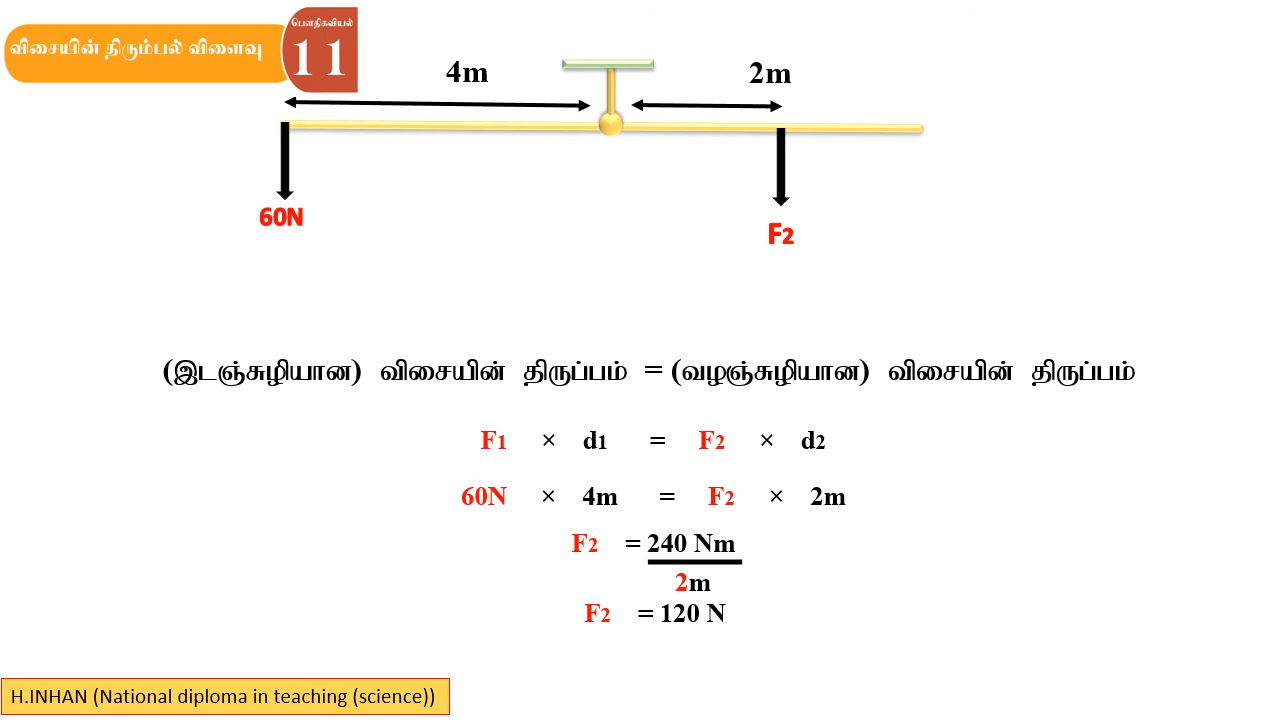 பௌதிகவியல்
விசையின் திரும்பல் விளைவு
11
4m
2m
60N
F2
(இடஞ்சுழியான) விசையின் திருப்பம் = (வழஞ்சுழியான) விசையின் திருப்பம்
F1 × d1 = F2 × d2
60N × 4m = F2 × 2m
F2 = 240 Nm
2m
F2 = 120 N
H.INHAN (National diploma in teaching (science))